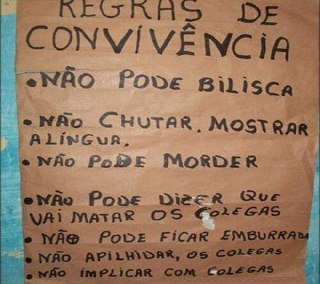 REGRAS DE
CONVIVÊNCIA
• NÃO PODE BILISCA
• NÃO CHUTAR. MOSTRAR
A LÍNGUA.
• NÃO PODE MORDER
• NÃO PODE DIZER QUE
VAI MATAR OS COLEGAS
• NÃO PODE FICAR EMBURRADA
• NÃO APILHIDAR, OS COLEGAS
• NÃO IMPLICAR COM COLEGAS